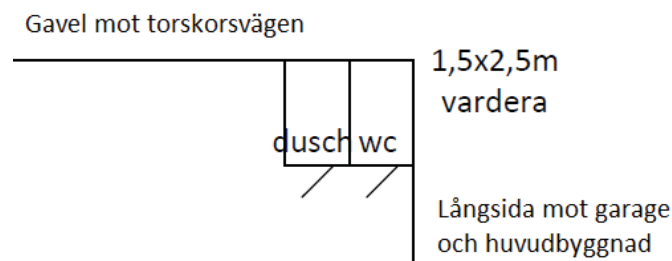 Gavel mot torskorsvägen
1,5x2,5m
vardera
dusch wc
Långsida mot garage
och huvudbyggnad